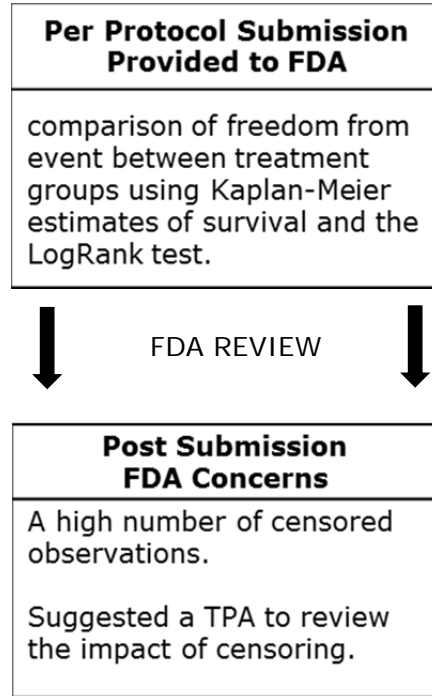 Per Protocol Submission
Provided to FDA
comparison of freedom from
event between treatment
groups using Kaplan-Meier
estimates of survival and the
LogRank test.
FDA REVIEW
Post Submission
FDA Concerns
A high number of censored
observations.
Suggested a TPA to review
the impact of censoring.